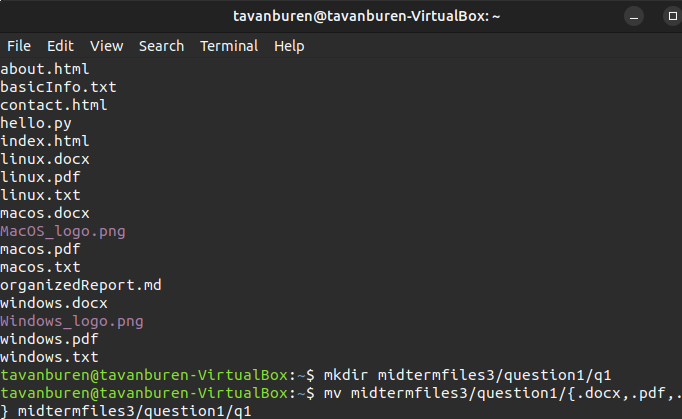 tavanburen@tavanburen-VirtualBox: ~
File Edit View Search Terminal Help
about.html
basicInfo.txt
contact.html
hello.py
index.html
linux.docx
linux.pdf
linux.txt
macos.docx
MacOS_logo.png
macos.pdf
macos.txt
organizedReport.md
windows.docx
Windows_logo.png
windows.pdf
windows.txt
tavanburen@tavanburen-VirtualBox:~$ mkdir midtermfiles3/question1/q1
tavanburen@tavanburen-VirtualBox:~$ mv midtermfiles3/question1/{.docx,.pdf,.
} midtermfiles3/question1/q1